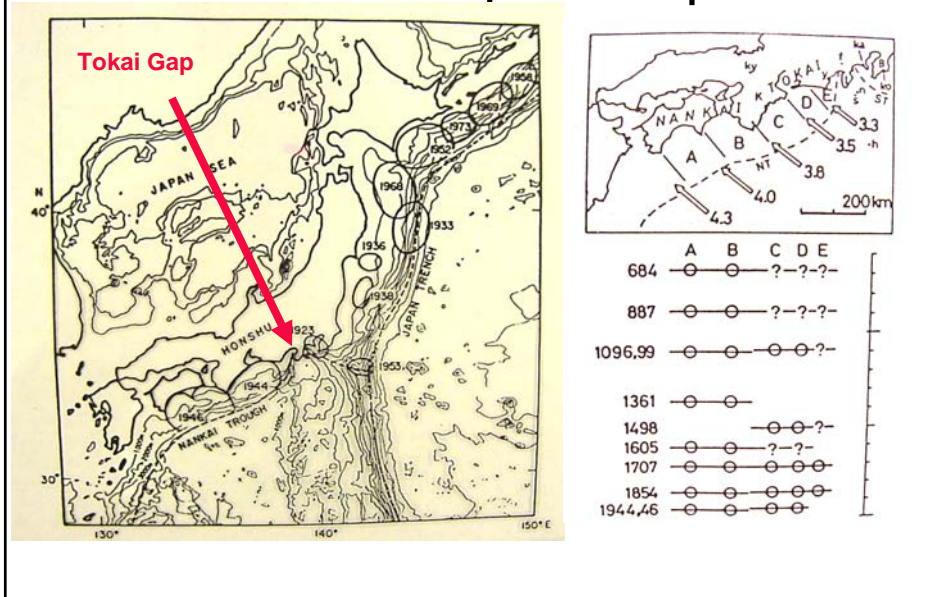 Tokai Gap
JAPAN SEA
HONSHU
NANKAI TROUGH
JAPAN TRENCH
N
40°
30°
130°
140°
150°E
1958
1969
1973
1952
1968
1933
1936
1938
1923
1953
1944
1946
NANKAI
TOKAI
ky
A
B
C
D
E
NT
4.3
4.0
3.8
3.5
3.3
200km
A B C D E
684 ?-?-?-
887 ?-?-?-
1096,99 ?-
1361
1498 ?-
1605 ?-?-
1707
1854
1944,46